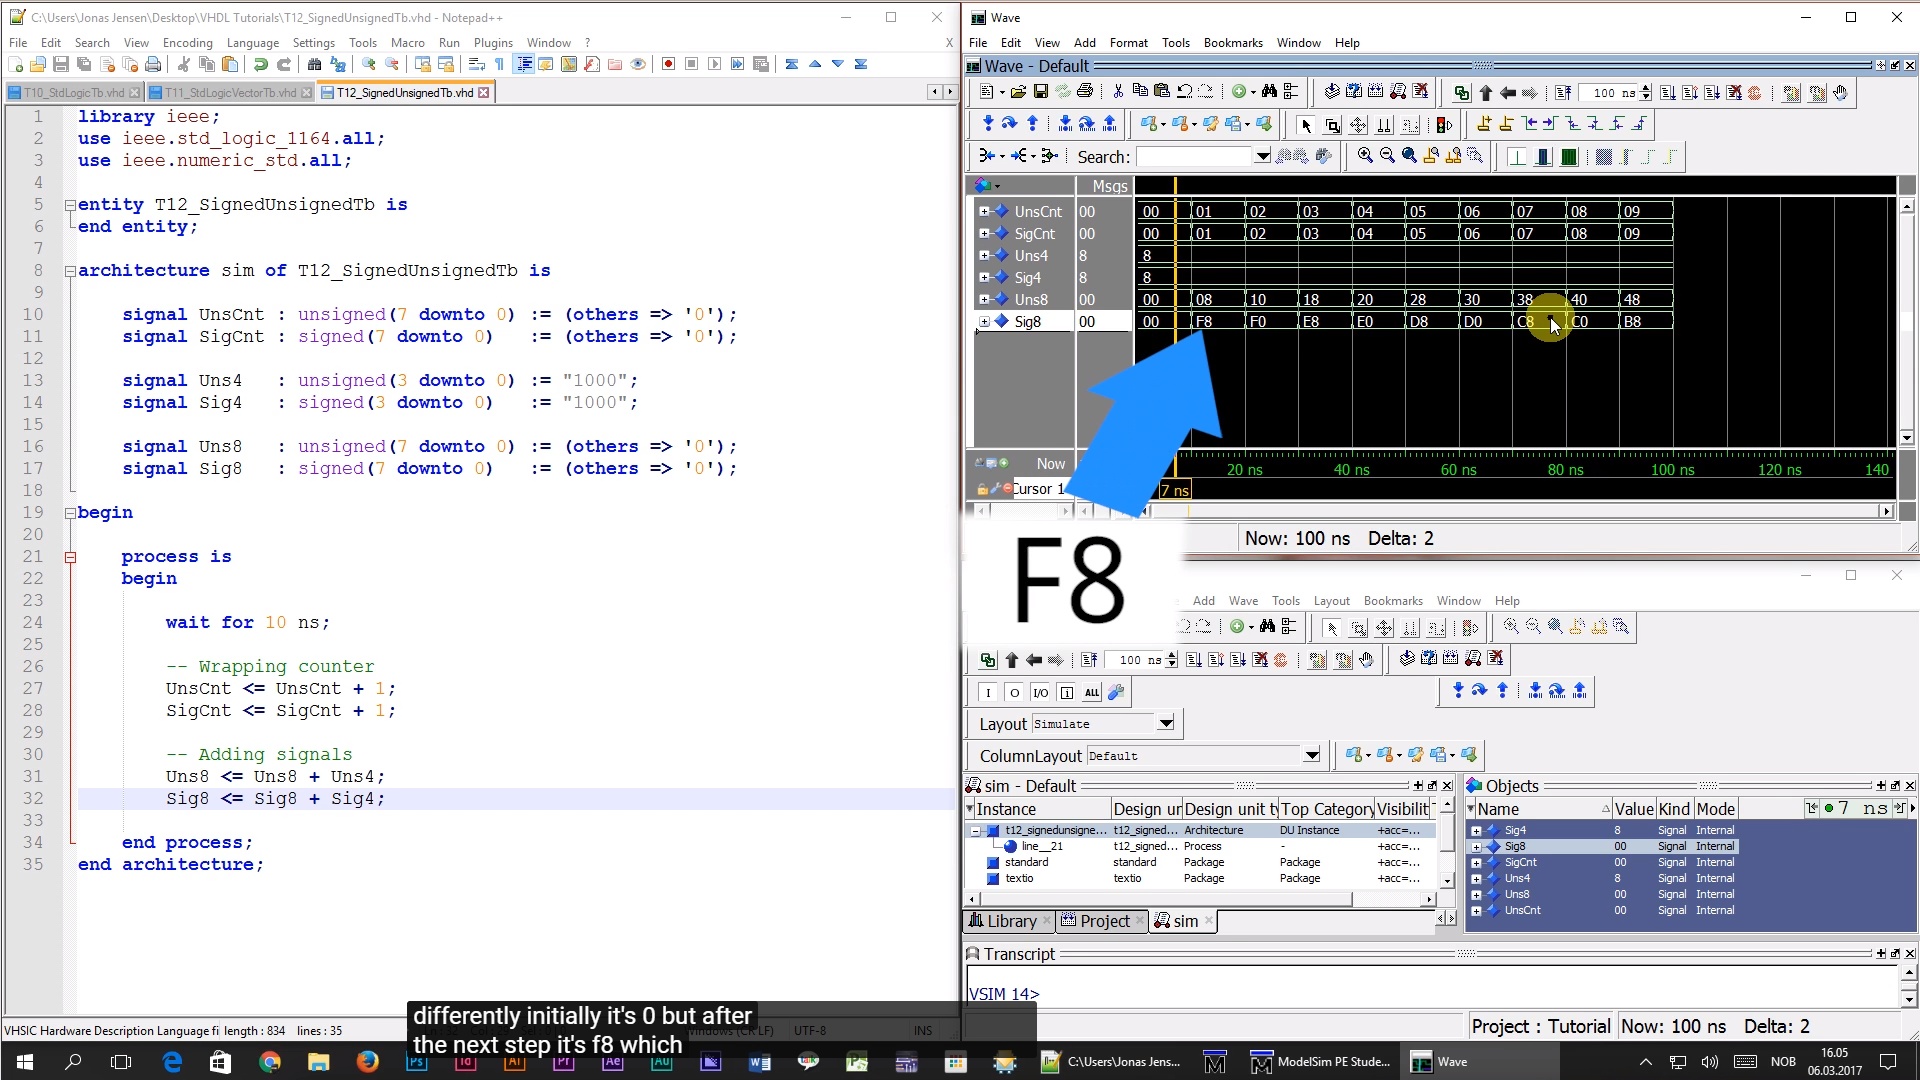 C:\Users\Jonas Jensen\Desktop\VHDL Tutorials\T12_SignedUnsignedTb.vhd - Notepad++
File Edit Search View Encoding Language Settings Tools Macro Run Plugins Window ? X
T10_StdLogicTb.vhd T11_StdLogicVectorTb.vhd T12_SignedUnsignedTb.vhd
1 library ieee;
2 use ieee.std_logic_1164.all;
3 use ieee.numeric_std.all;
4
5 entity T12_SignedUnsignedTb is
6 end entity;
7
8 architecture sim of T12_SignedUnsignedTb is
9
10 signal UnsCnt : unsigned(7 downto 0) := (others => '0');
11 signal SigCnt : signed(7 downto 0) := (others => '0');
12
13 signal Uns4 : unsigned(3 downto 0) := "1000";
14 signal Sig4 : signed(3 downto 0) := "1000";
15
16 signal Uns8 : unsigned(7 downto 0) := (others => '0');
17 signal Sig8 : signed(7 downto 0) := (others => '0');
18
19 begin
20
21 process is
22 begin
23
24 wait for 10 ns;
25
26 -- Wrapping counter
27 UnsCnt <= UnsCnt + 1;
28 SigCnt <= SigCnt + 1;
29
30 -- Adding signals
31 Uns8 <= Uns8 + Uns4;
32 Sig8 <= Sig8 + Sig4;
33
34 end process;
35 end architecture;
VHSIC Hardware Description Language fi length : 834 lines : 35 UTF-8 INS
Wave
File Edit View Add Format Tools Bookmarks Window Help
Wave - Default
100 ns
Search:
Msgs
UnsCnt 00 00 01 02 03 04 05 06 07 08 09
SigCnt 00 00 01 02 03 04 05 06 07 08 09
Uns4 8 8
Sig4 8 8
Uns8 00 00 08 10 18 20 28 30 38 40 48
Sig8 00 00 F8 F0 E8 E0 D8 D0 C8 C0 B8
Now 20 ns 40 ns 60 ns 80 ns 100 ns 120 ns 140
Cursor 1 7 ns
Now: 100 ns Delta: 2
F8
Add Wave Tools Layout Bookmarks Window Help
100 ns
I O I/O i ALL
Layout Simulate
ColumnLayout Default
sim - Default
Instance Design ur Design unit ty Top Category Visibilit
t12_signedunsigne... t12_signed... Architecture DU Instance +acc=...
line__21 t12_signed... Process - +acc=...
standard standard Package Package +acc=...
textio textio Package Package +acc=...
Library Project sim
Objects
Name Value Kind Mode 7 ns
Sig4 8 Signal Internal
Sig8 00 Signal Internal
SigCnt 00 Signal Internal
Uns4 8 Signal Internal
Uns8 00 Signal Internal
UnsCnt 00 Signal Internal
Transcript
VSIM 14>
Project : Tutorial Now: 100 ns Delta: 2
differently initially it's 0 but after
the next step it's f8 which
Ps Id Ai Pr Ae Au
C:\Users\Jonas Jens... ModelSim PE Stude... Wave
NOB 16.05
06.03.2017